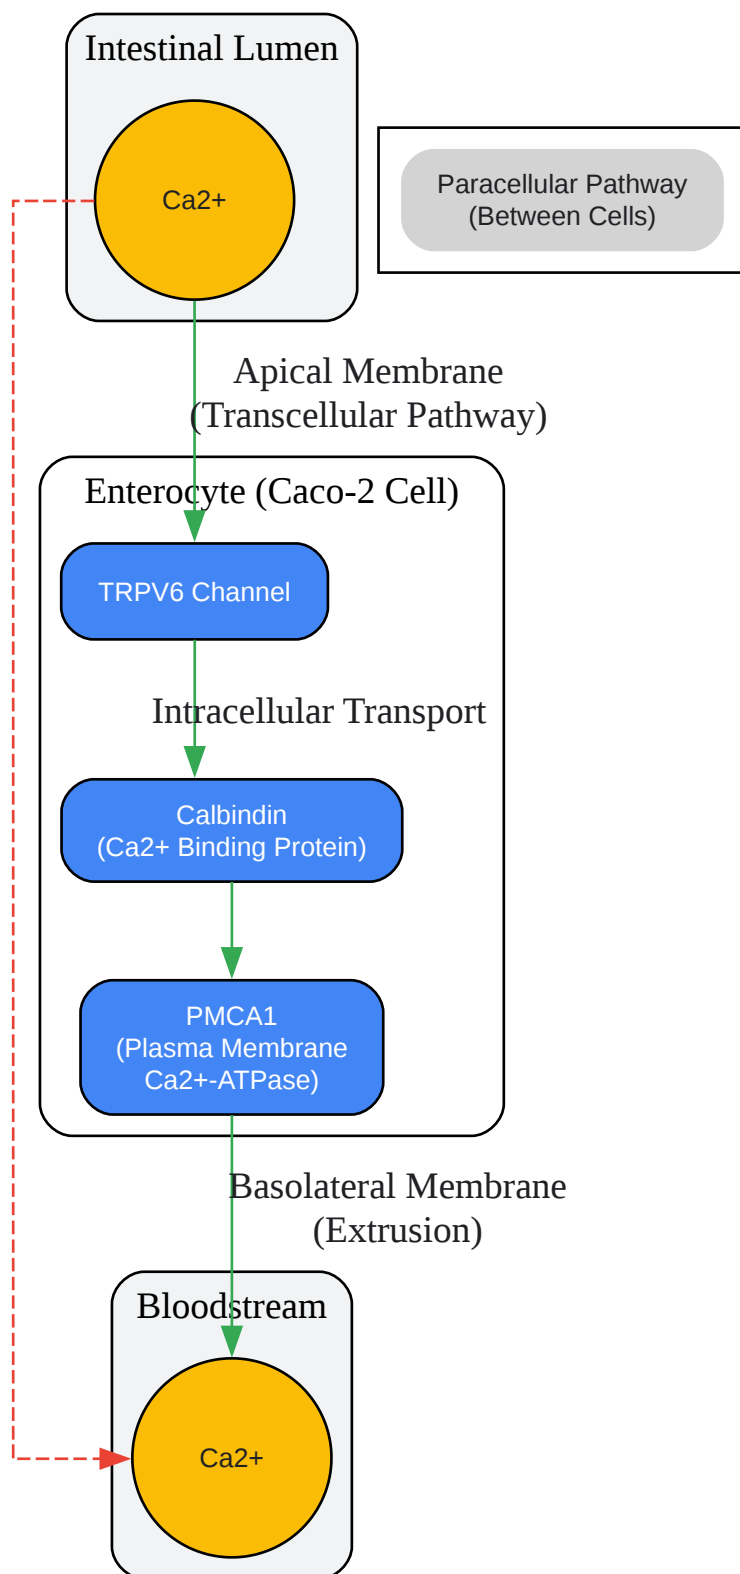 Intestinal Lumen
Ca2+
Paracellular Pathway
(Between Cells)
Apical Membrane
(Transcellular Pathway)
Enterocyte (Caco-2 Cell)
TRPV6 Channel
Intracellular Transport
Calbindin
(Ca2+ Binding Protein)
PMCA1
(Plasma Membrane
Ca2+-ATPase)
Basolateral Membrane
(Extrusion)
Bloodstream
Ca2+